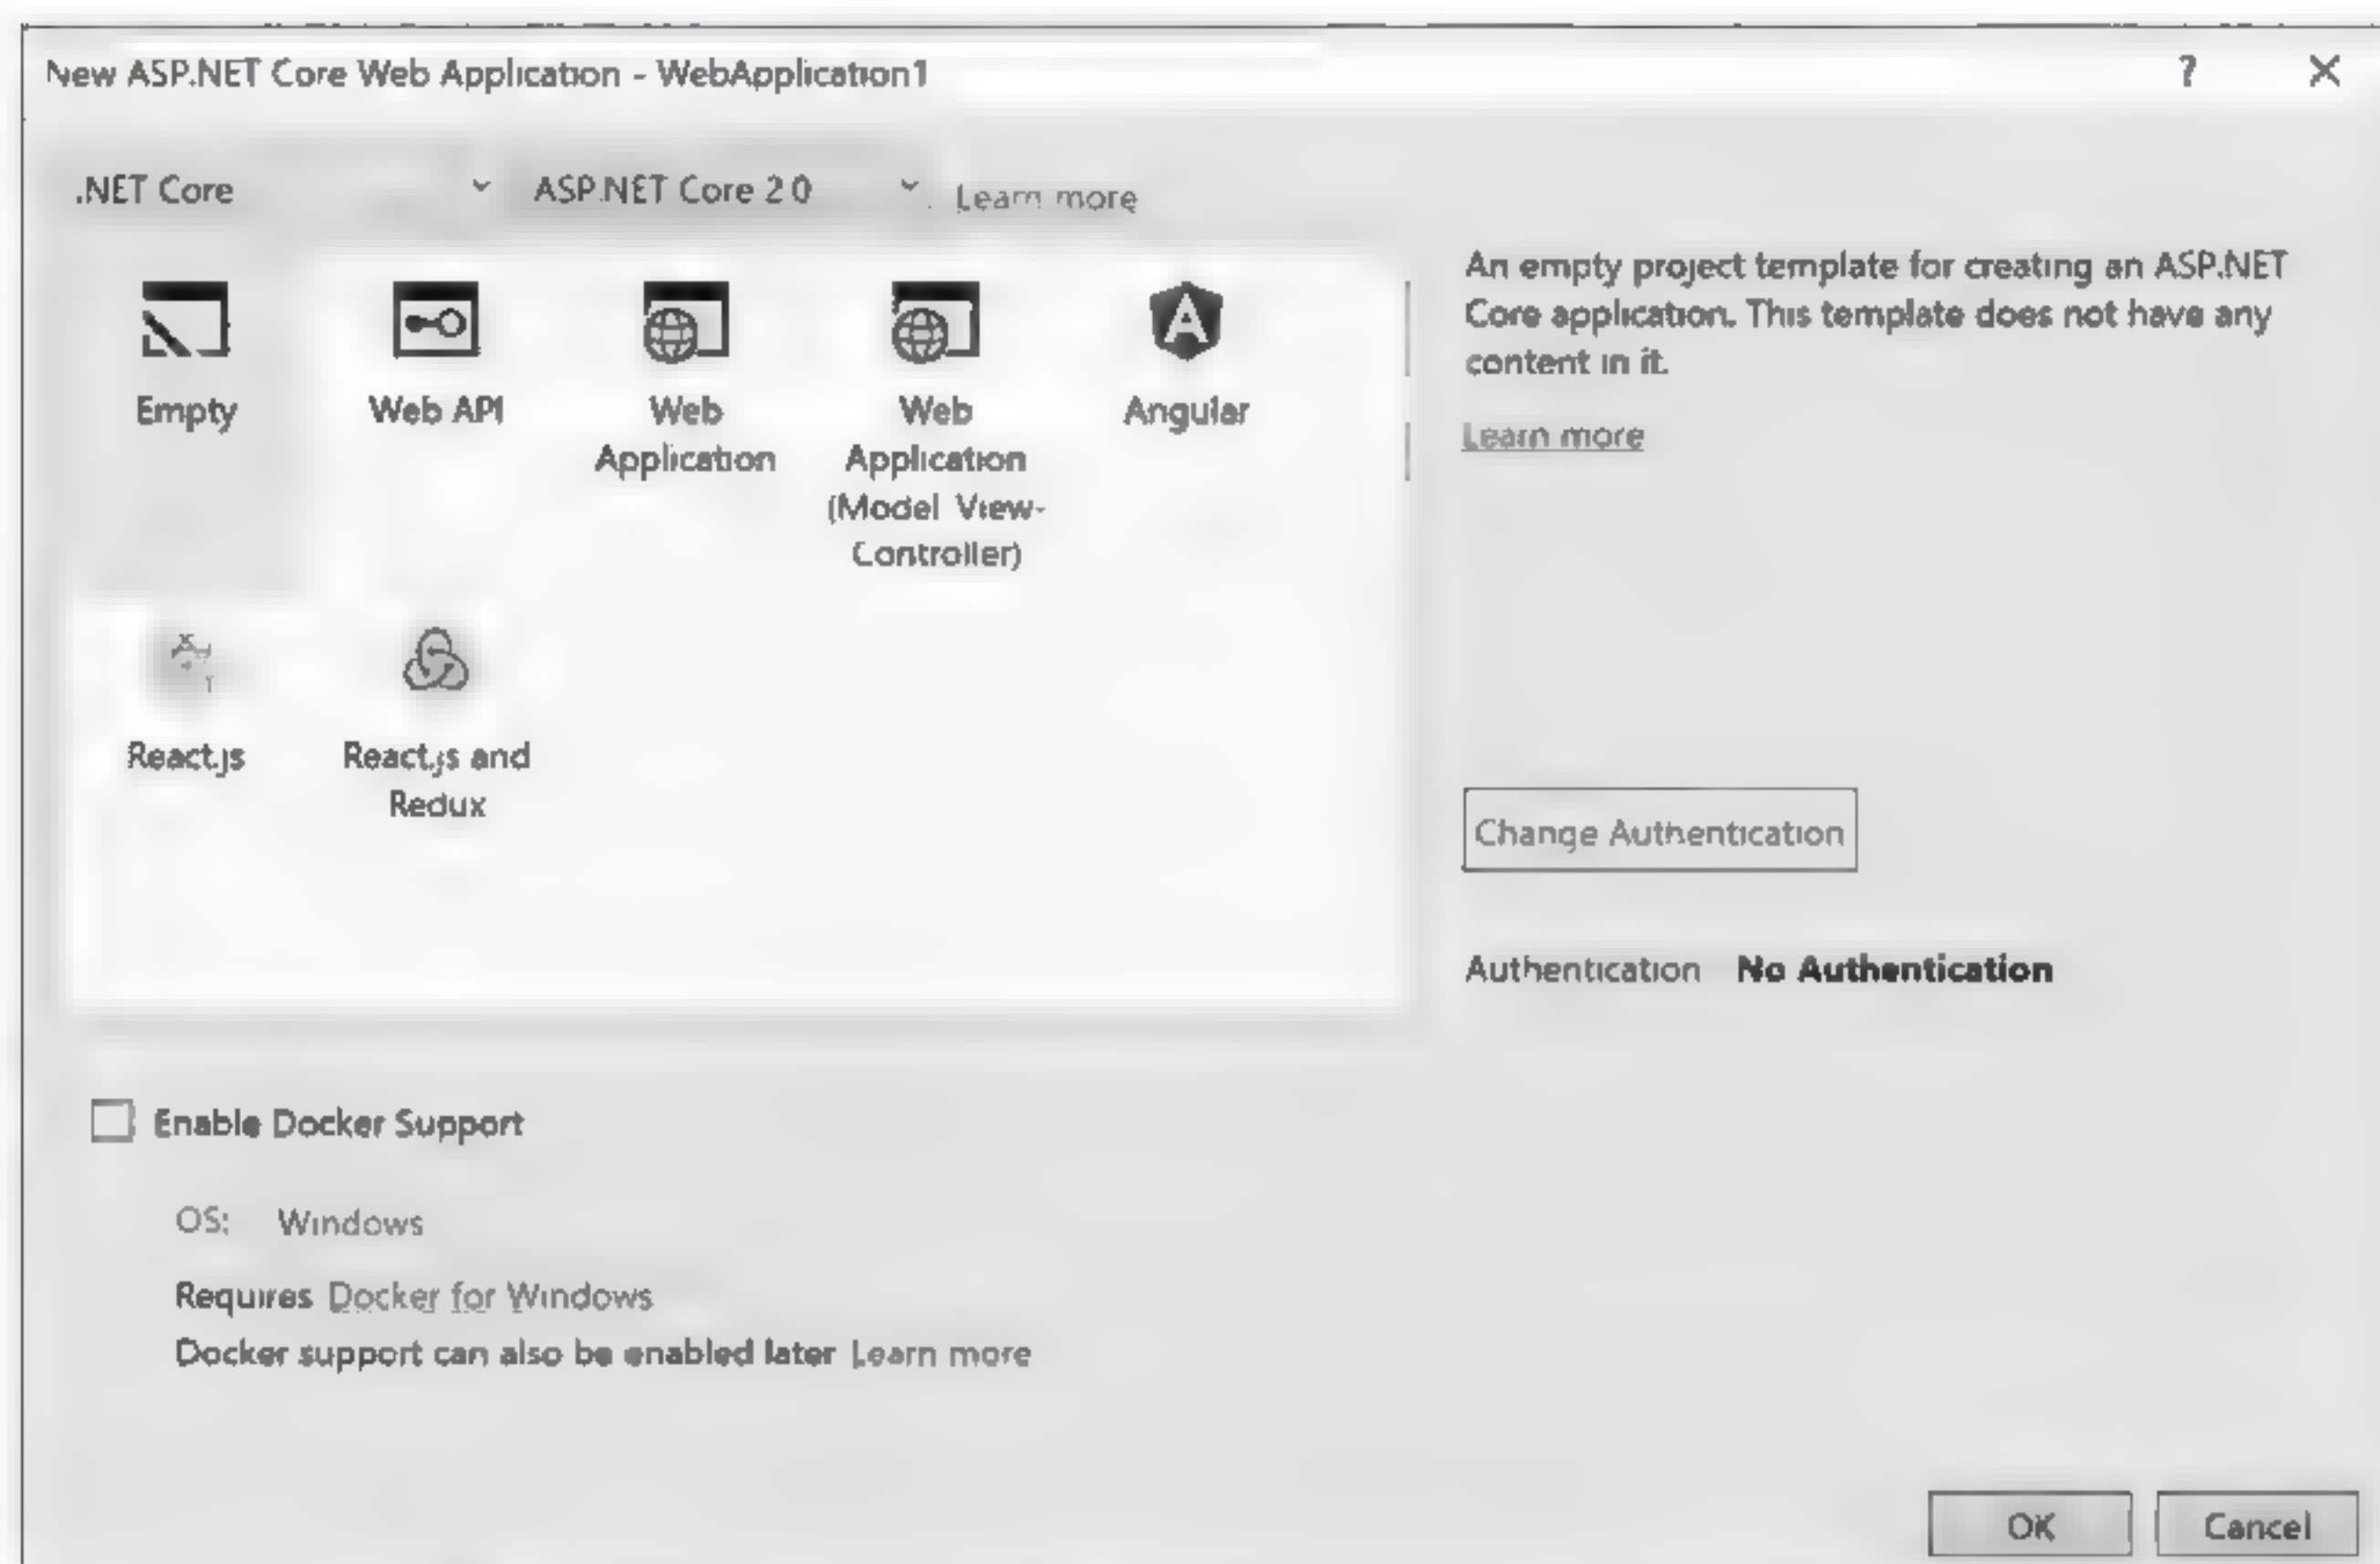 New ASP.NET Core Web Application - WebApplication1
? X
.NET Core
ASP.NET Core 2.0
Learn more
Empty
Web API
Web
Application
Web
Application
(Model View-
Controller)
Angular
React.js
React.js and
Redux
An empty project template for creating an ASP.NET
Core application. This template does not have any
content in it.
Learn more
Change Authentication
Authentication No Authentication
Enable Docker Support
OS: Windows
Requires Docker for Windows
Docker support can also be enabled later Learn more
OK
Cancel